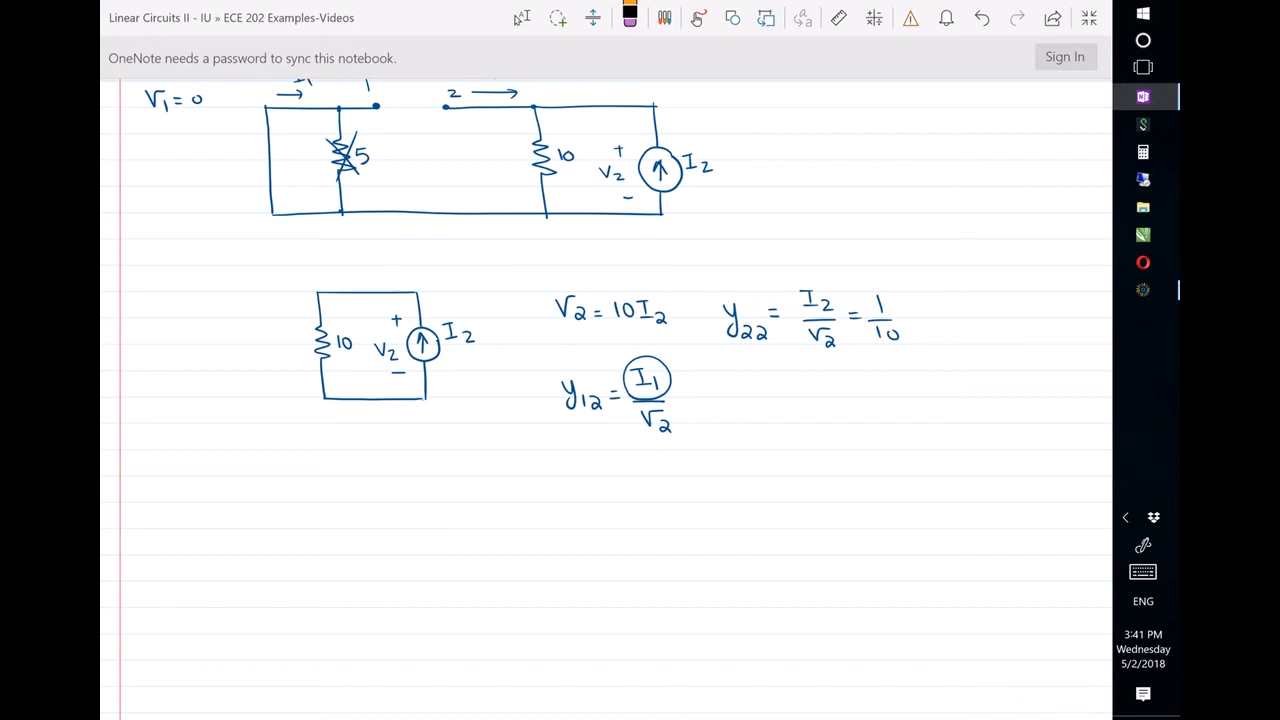 Linear Circuits II - IU » ECE 202 Examples-Videos
OneNote needs a password to sync this notebook.
Sign In
I1 1
V1 = 0
2
5
10
+
V2
-
I2
10
+
V2
-
I2
V2 = 10I2
y22 = I2/V2 = 1/10
y12 = I1/V2
ENG
3:41 PM
Wednesday
5/2/2018